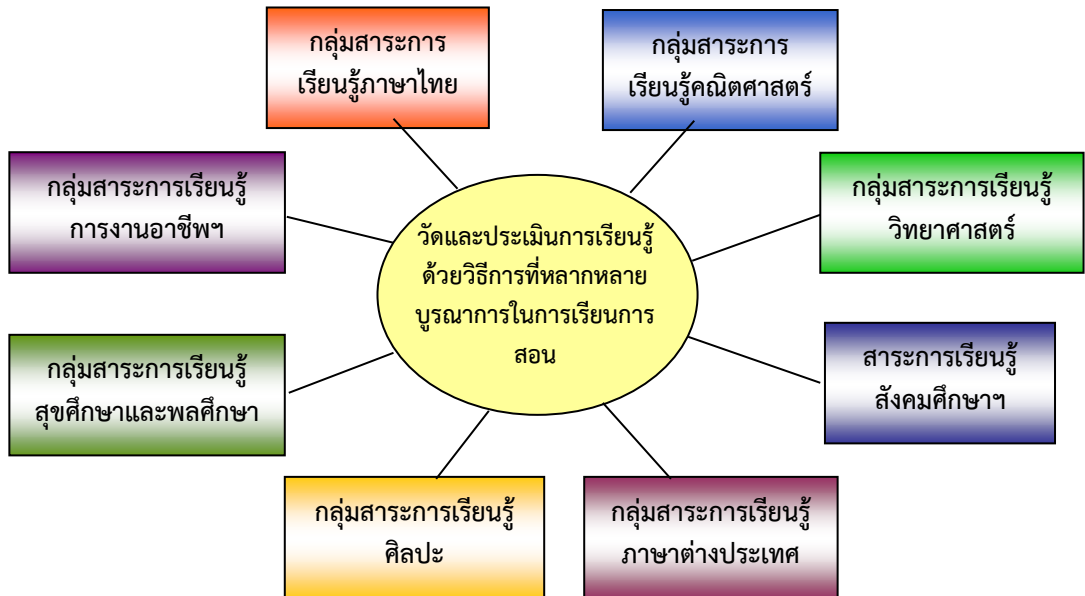 กลุ่มสาระการ
เรียนรู้ภาษาไทย
กลุ่มสาระการ
เรียนรู้คณิตศาสตร์
กลุ่มสาระการเรียนรู้
การงานอาชีพฯ
กลุ่มสาระการเรียนรู้
วิทยาศาสตร์
วัดและประเมินการเรียนรู้
ด้วยวิธีการที่หลากหลาย
บูรณาการในการเรียนการ
สอน
กลุ่มสาระการเรียนรู้
สุขศึกษาและพลศึกษา
สาระการเรียนรู้
สังคมศึกษาฯ
กลุ่มสาระการเรียนรู้
ศิลปะ
กลุ่มสาระการเรียนรู้
ภาษาต่างประเทศ